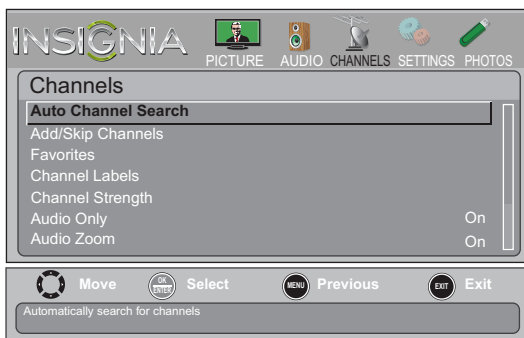 INSIGNIA
PICTURE AUDIO CHANNELS SETTINGS PHOTOS
Channels
Auto Channel Search
Add/Skip Channels
Favorites
Channel Labels
Channel Strength
Audio Only On
Audio Zoom On
Move OK ENTER Select MENU Previous EXIT Exit
Automatically search for channels